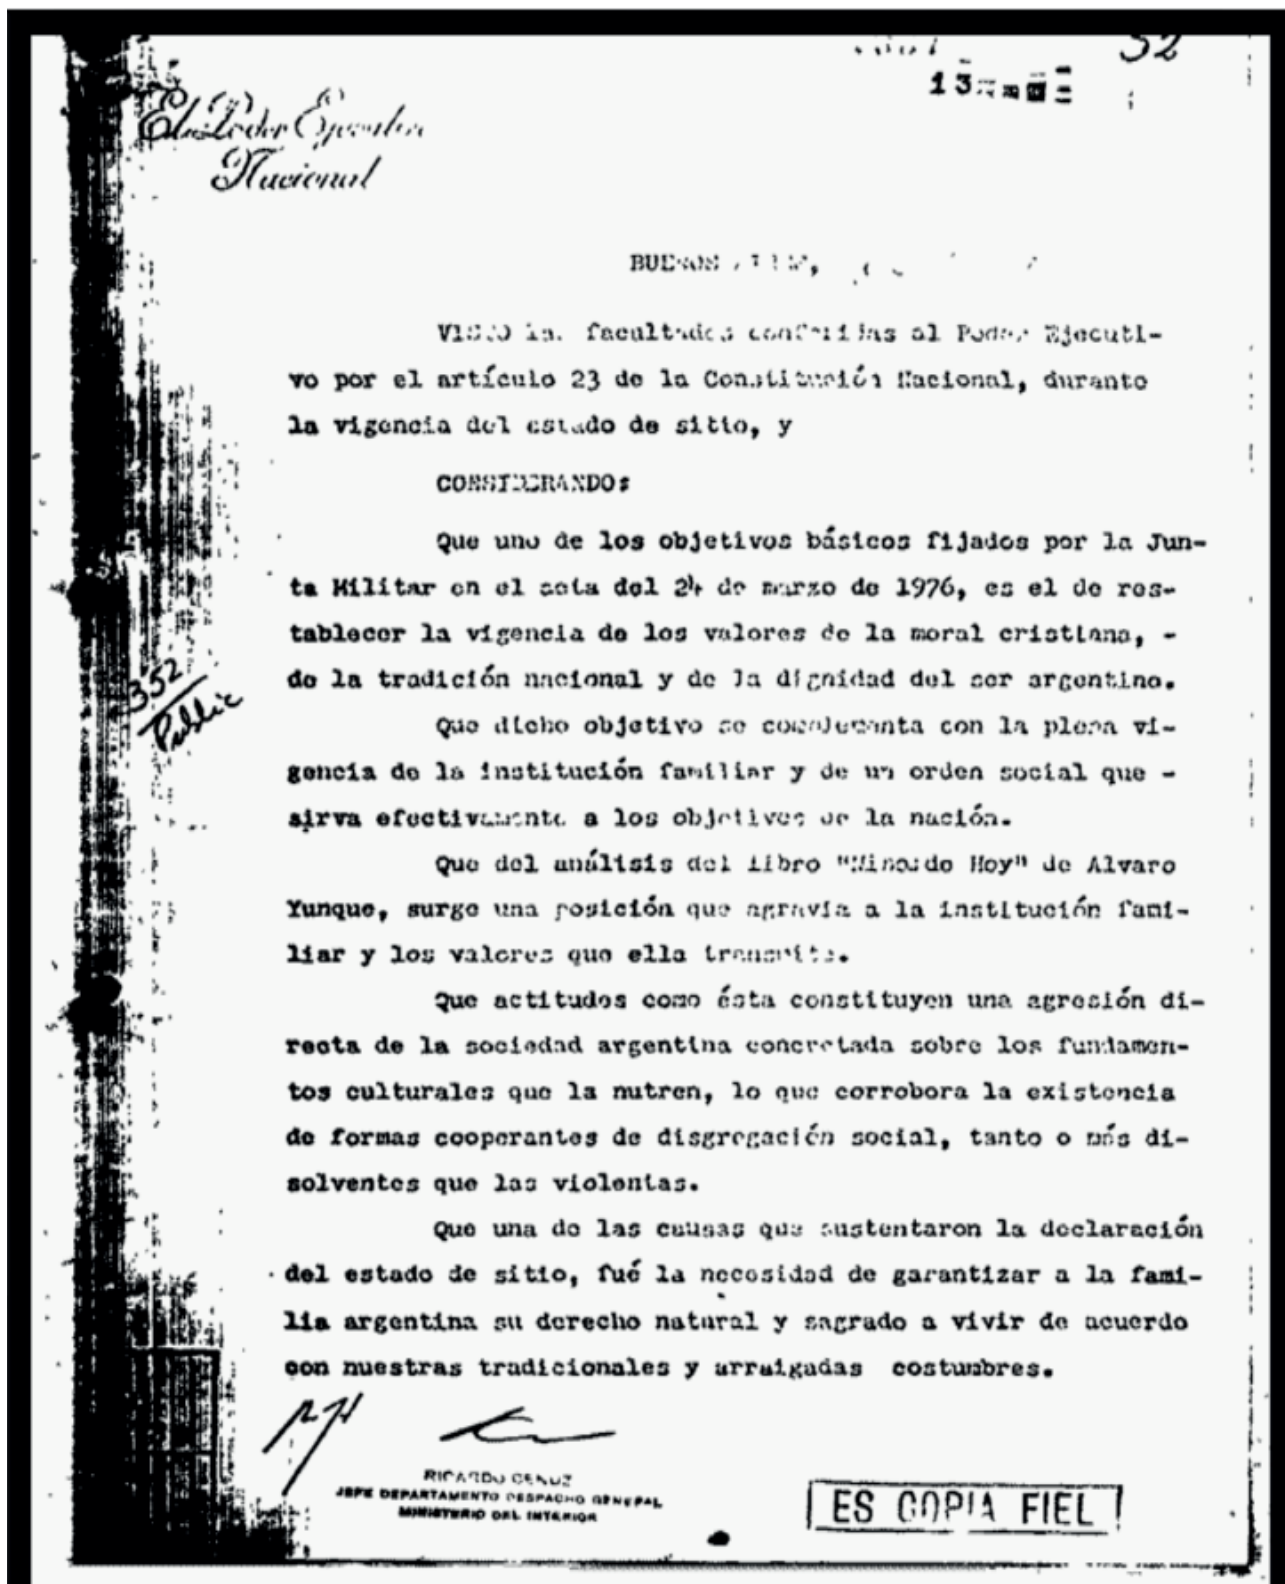 52
13
El Poder Ejecutivo
Nacional
BUENOS AIRES,
VISTO las facultades conferidas al Poder Ejecuti-
vo por el artículo 23 de la Constitución Nacional, durante
la vigencia del estado de sitio, y
CONSIDERANDO:
Que uno de los objetivos básicos fijados por la Jun-
ta Militar en el acta del 24 de marzo de 1976, es el de res-
tablecer la vigencia de los valores de la moral cristiana, -
de la tradición nacional y de la dignidad del ser argentino.
352
Public
Que dicho objetivo se complementa con la plena vi-
gencia de la institución familiar y de un orden social que -
sirva efectivamente a los objetivos de la nación.
Que del análisis del libro "Niños de Hoy" de Alvaro
Yunque, surge una posición que agravia a la institución fami-
liar y los valores que ella transmite.
Que actitudes como ésta constituyen una agresión di-
recta de la sociedad argentina concretada sobre los fundamen-
tos culturales que la nutren, lo que corrobora la existencia
de formas cooperantes de disgregación social, tanto o más di-
solventes que las violentas.
Que una de las causas que sustentaron la declaración
del estado de sitio, fué la necesidad de garantizar a la fami-
lia argentina su derecho natural y sagrado a vivir de acuerdo
con nuestras tradicionales y arraigadas costumbres.
RICARDO
JEFE DEPARTAMENTO DESPACHO GENERAL
MINISTERIO DEL INTERIOR
ES COPIA FIEL